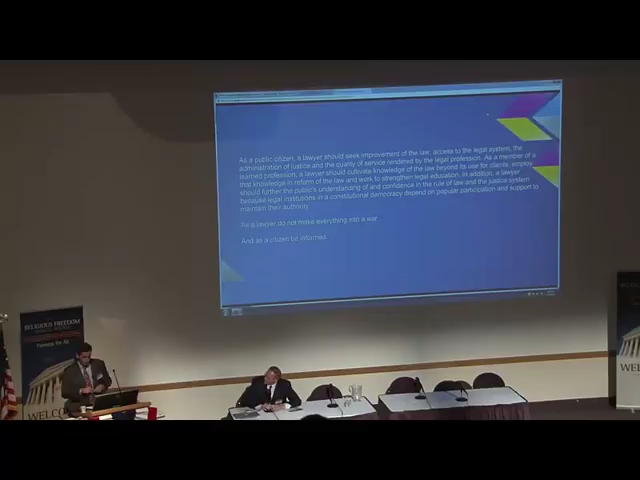 As a public citizen, a lawyer should seek improvement of the law, access to the legal system, the
administration of justice and the quality of service rendered by the legal profession. As a member of a
learned profession, a lawyer should cultivate knowledge of the law beyond its use for clients, employ
that knowledge in reform of the law and work to strengthen legal education. In addition, a lawyer
should further the public's understanding of and confidence in the rule of law and the justice system
because legal institutions in a constitutional democracy depend on popular participation and support to
maintain their authority.
As a lawyer do not make everything into a war.
And as a citizen be informed.
RELIGIOUS FREEDOM
Fairness for All
WELCOME
WELC